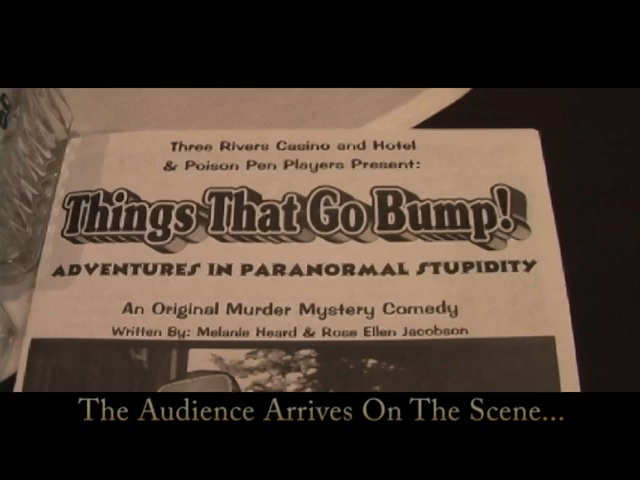 Three Rivers Casino and Hotel
& Poison Pen Players Present:
Things That Go Bump!
ADVENTURES IN PARANORMAL STUPIDITY
An Original Murder Mystery Comedy
Written By: Melanie Heard & Rose Ellen Jacobson
The Audience Arrives On The Scene...